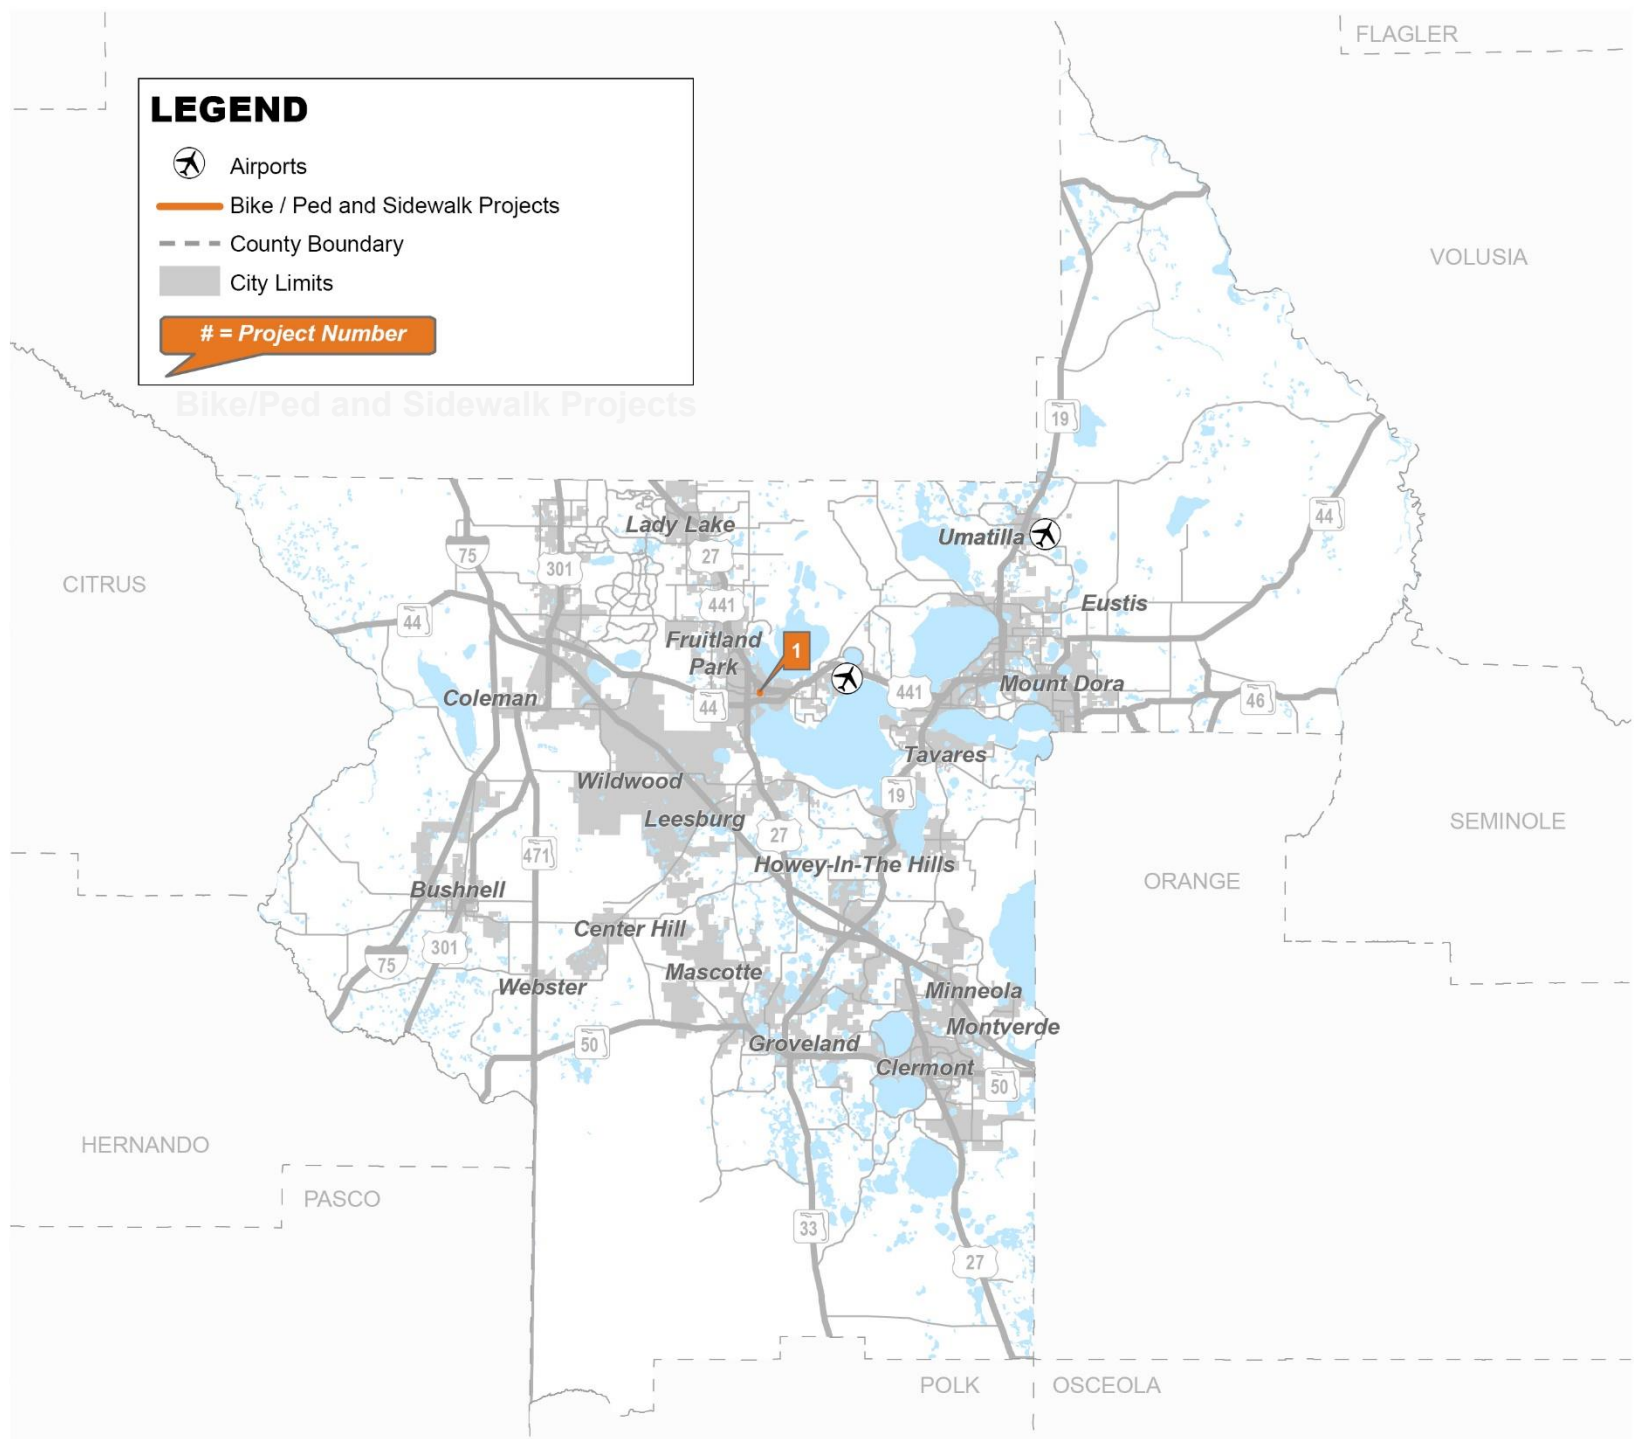 FLAGLER
LEGEND
Airports
Bike / Ped and Sidewalk Projects
County Boundary
City Limits
# = Project Number
Bike/Ped and Sidewalk Projects
VOLUSIA
19
44
Lady Lake
Umatilla
75
27
301
CITRUS
441
Eustis
44
Fruitland
Park
1
Mount Dora
441
Coleman
44
46
Tavares
Wildwood
19
Leesburg
SEMINOLE
27
471
Howey-In-The Hills
ORANGE
Bushnell
Center Hill
301
75
Mascotte
Webster
Minneola
Montverde
50
Groveland
Clermont
50
HERNANDO
PASCO
33
27
POLK
OSCEOLA